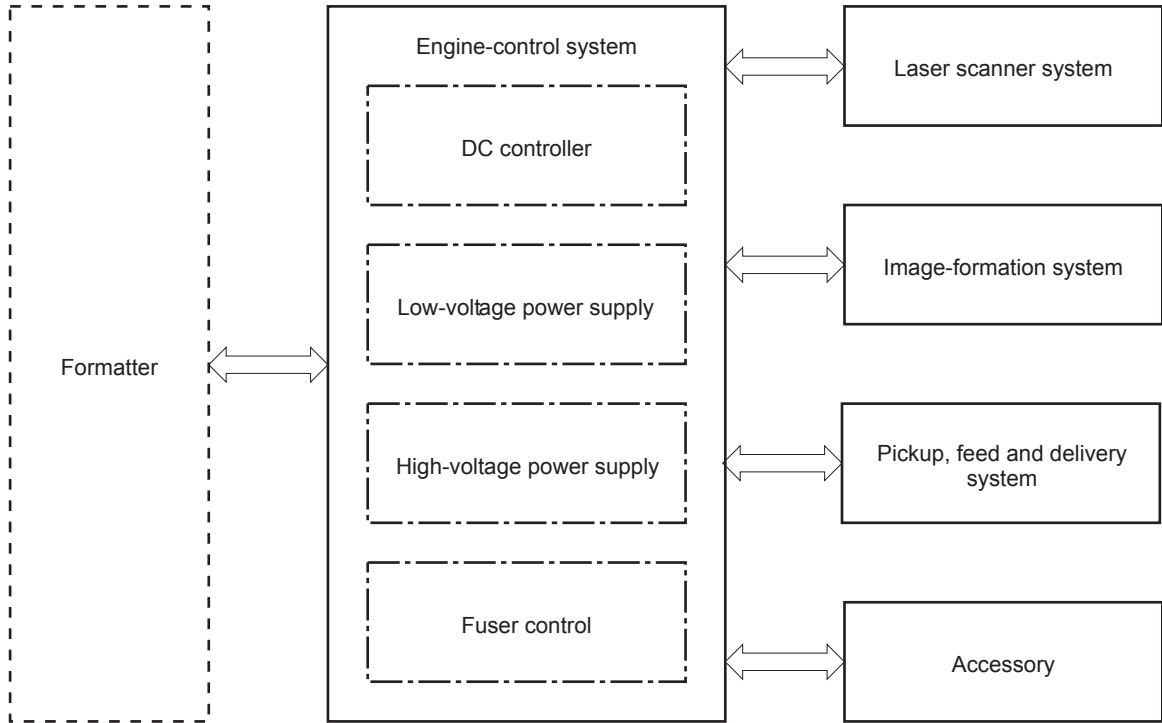 Engine-control system
DC controller
Low-voltage power supply
High-voltage power supply
Fuser control
Formatter
Laser scanner system
Image-formation system
Pickup, feed and delivery
system
Accessory